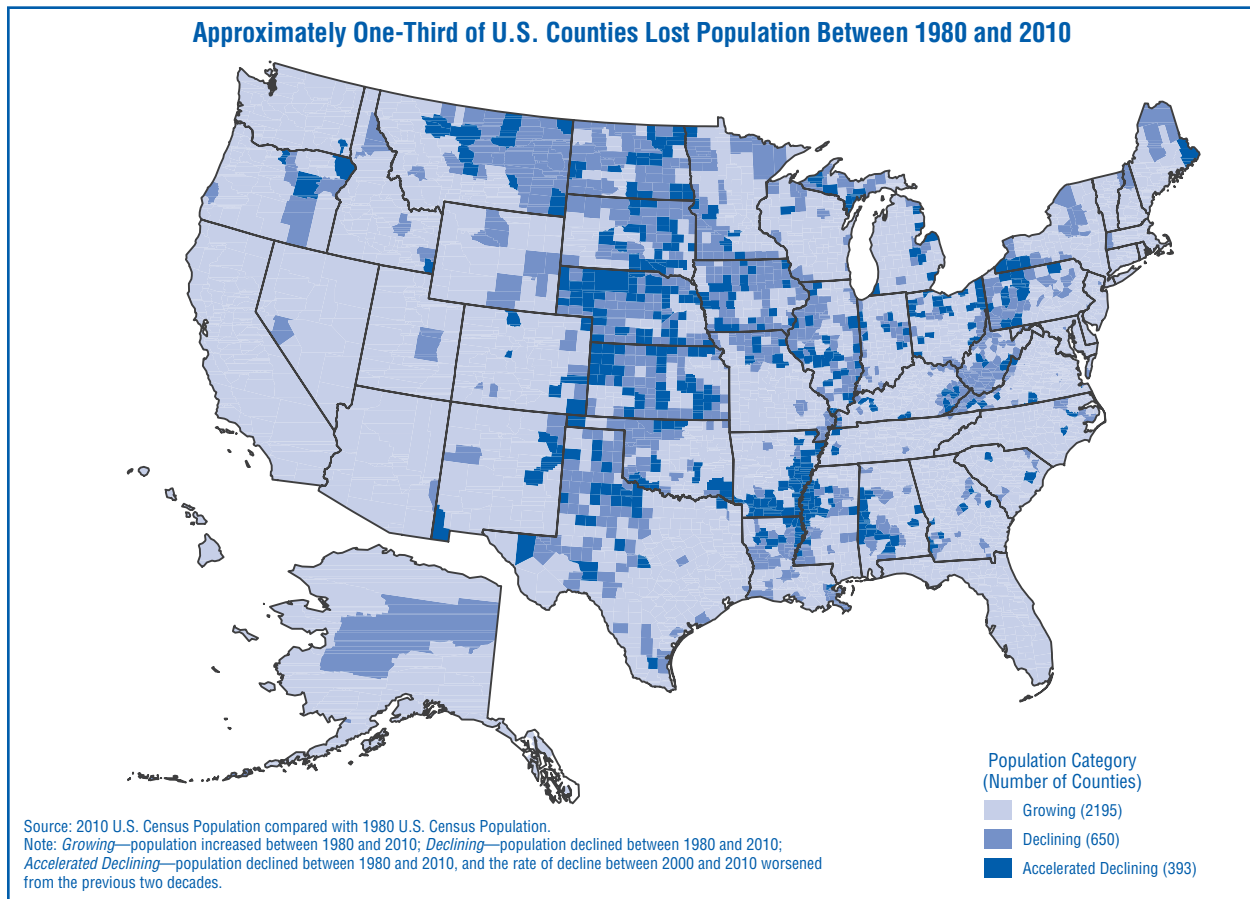 Approximately One-Third of U.S. Counties Lost Population Between 1980 and 2010
Population Category
(Number of Counties)
Growing (2195)
Declining (650)
Accelerated Declining (393)
Source: 2010 U.S. Census Population compared with 1980 U.S. Census Population.
Note: Growing—population increased between 1980 and 2010; Declining—population declined between 1980 and 2010;
Accelerated Declining—population declined between 1980 and 2010, and the rate of decline between 2000 and 2010 worsened
from the previous two decades.